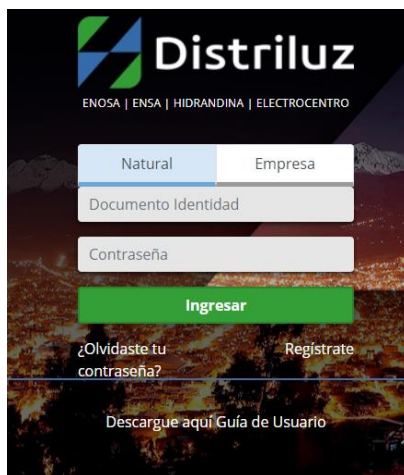 Distriluz
ENOSA | ENSA | HIDRANDINA | ELECTROCENTRO
Natural Empresa
Documento Identidad
Contraseña
Ingresar
¿Olvidaste tu contraseña? Regístrate
Descargue aquí Guía de Usuario